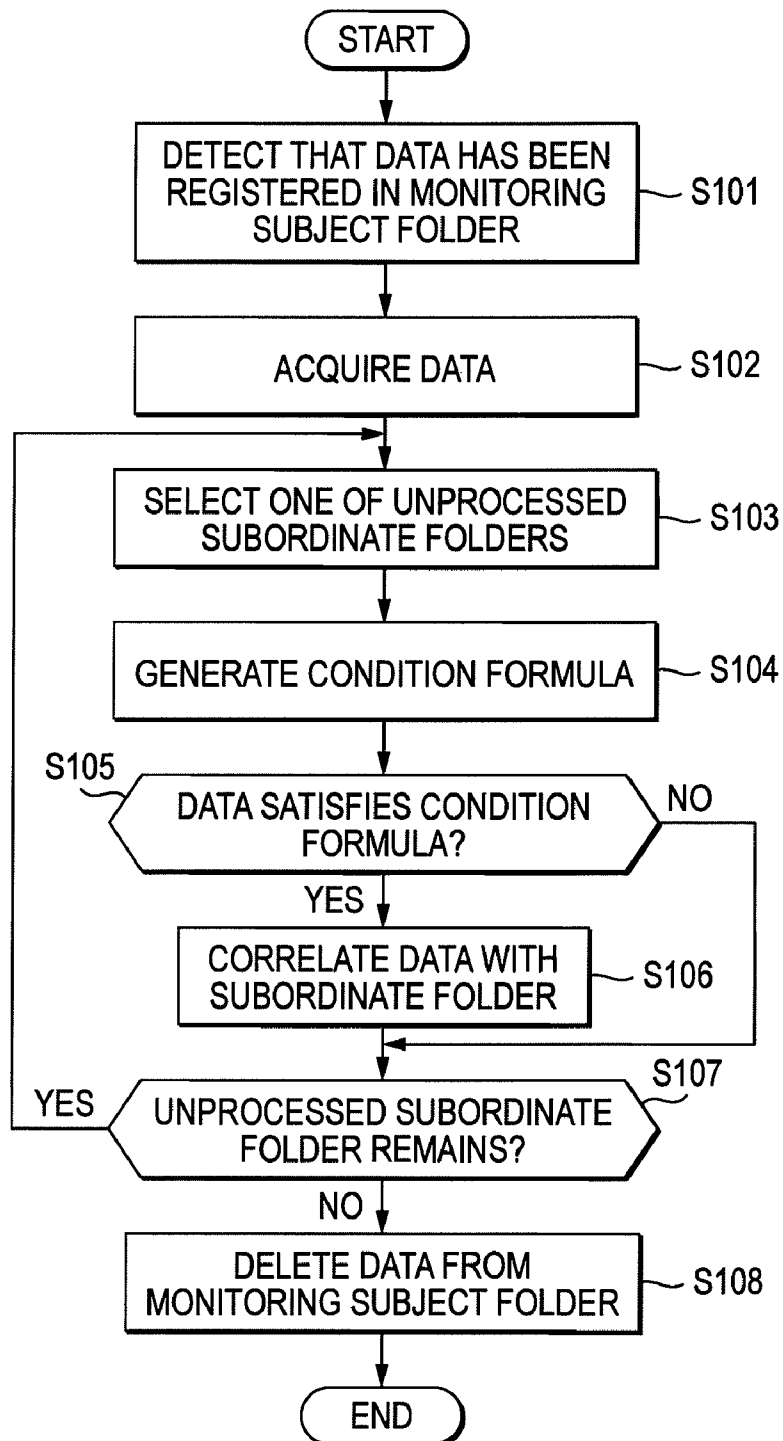 START
DETECT THAT DATA HAS BEEN
REGISTERED IN MONITORING
SUBJECT FOLDER
S101
ACQUIRE DATA
S102
SELECT ONE OF UNPROCESSED
SUBORDINATE FOLDERS
S103
GENERATE CONDITION FORMULA
S104
S105
DATA SATISFIES CONDITION
FORMULA?
NO
YES
CORRELATE DATA WITH
SUBORDINATE FOLDER
S106
S107
YES
UNPROCESSED SUBORDINATE
FOLDER REMAINS?
NO
DELETE DATA FROM
MONITORING SUBJECT FOLDER
S108
END